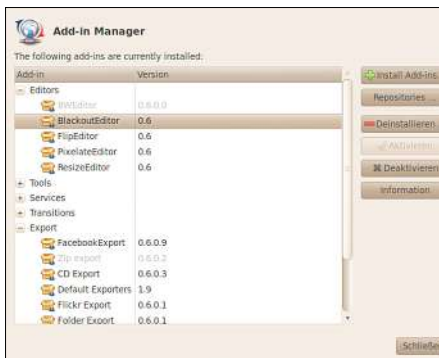 Add-in Manager
The following add-ins are currently installed:
Add-in Version
Editors
BWEditor 0.6.0.0
BlackoutEditor 0.6
FlipEditor 0.6
PixelateEditor 0.6
ResizeEditor 0.6
Tools
Services
Transitions
Export
FacebookExport 0.6.0.9
Zip export 0.6.0.2
CD Export 0.6.0.3
Default Exporters 1.9
Flickr Export 0.6.0.1
Folder Export 0.6.0.1
Install Add-ins.
Repositories ...
Deinstallieren.
Aktivieren
Deaktivieren
Information
Schließe